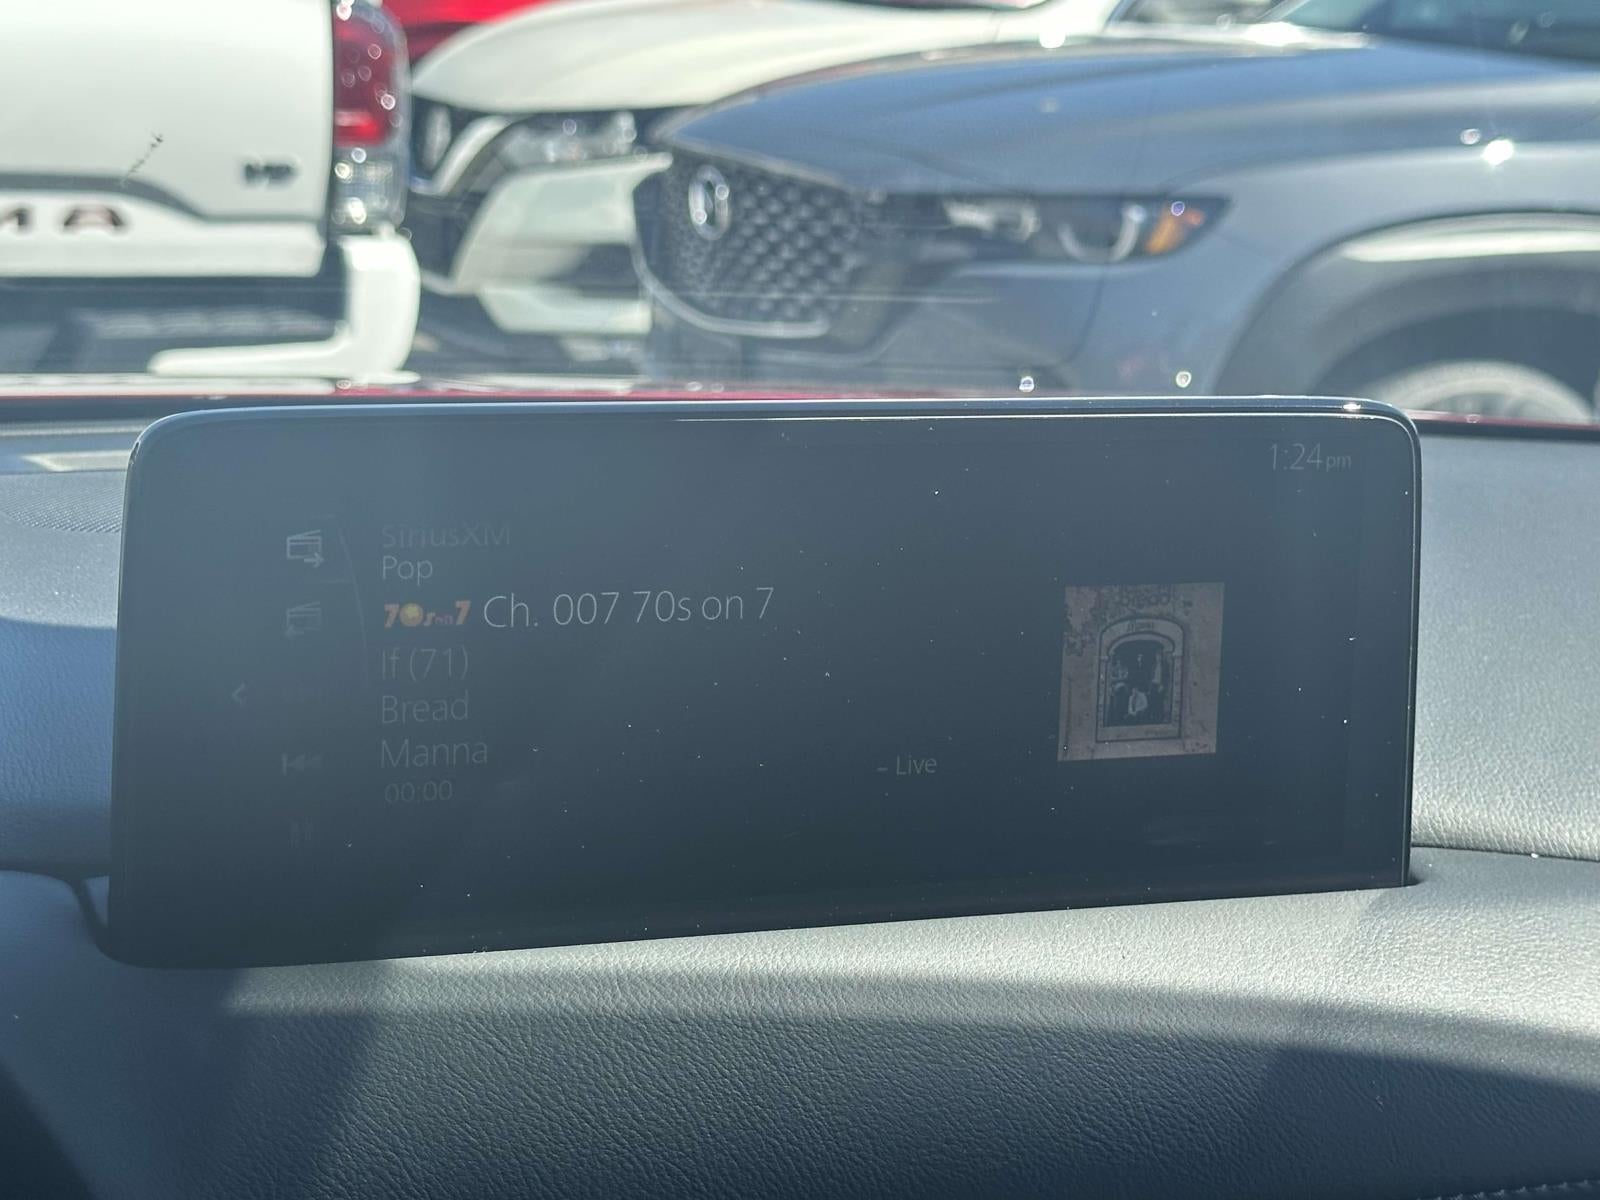 MA
1:24pm
SiriusXM
Pop
70s on 7 Ch. 007 70s on 7
If (71)
Bread
Manna
– Live
00:00